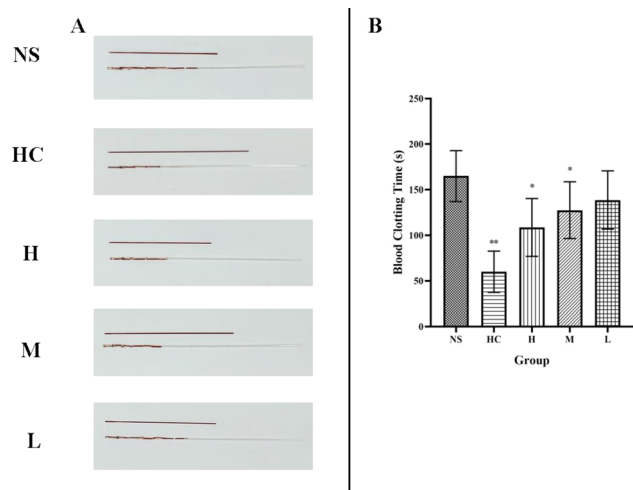 A
NS
HC
H
M
L
B
Blood Clotting Time (s)
250
200
150
100
50
0
**
*
*
NS HC H M L
Group